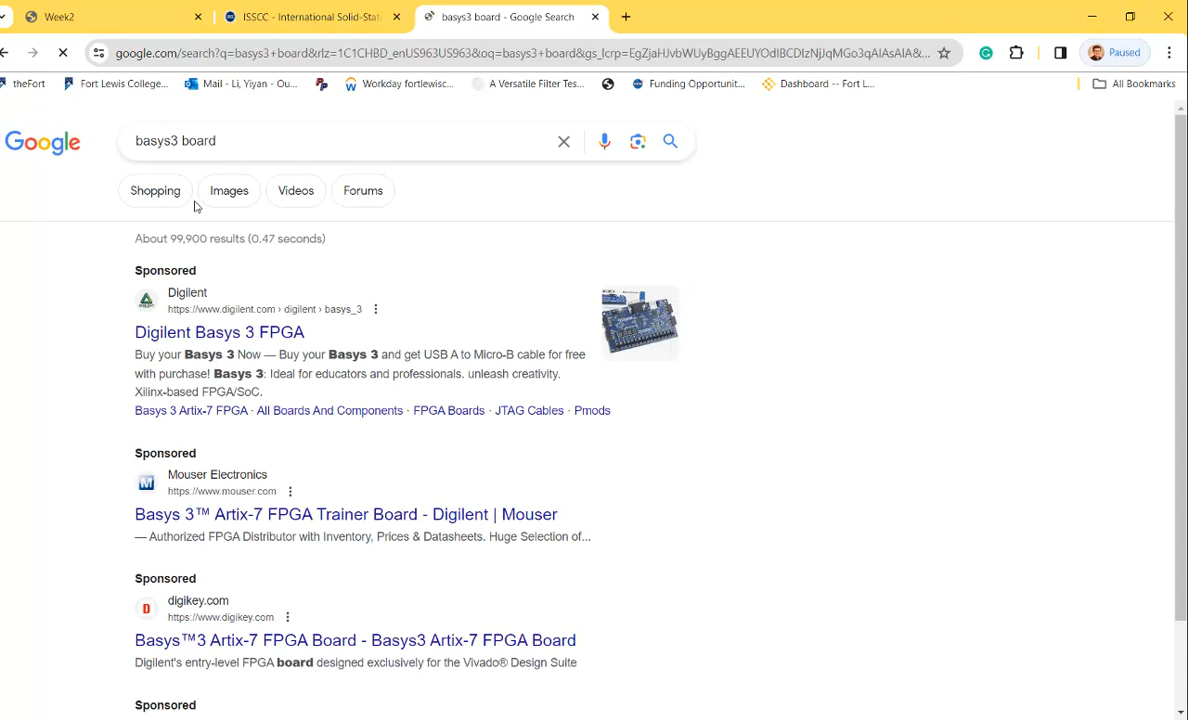 Week2
ISSCC - International Solid-Stat
basys3 board - Google Search
google.com/search?q=basys3+board&rlz=1C1CHBD_enUS963US963&oq=basys3+board&gs_lcrp=EgZjaHJvbWUyBggAEEUYOdIBCDIzNjJqMGo3qAIAsAIA&...
Paused
theFort
Fort Lewis College...
Mail - Li, Yiyan - Ou...
Workday fortlewisc...
A Versatile Filter Tes...
Funding Opportunit...
Dashboard -- Fort L...
All Bookmarks
Google
basys3 board
Shopping
Images
Videos
Forums
About 99,900 results (0.47 seconds)
Sponsored
Digilent
https://www.digilent.com › digilent › basys_3
Digilent Basys 3 FPGA
Buy your Basys 3 Now — Buy your Basys 3 and get USB A to Micro-B cable for free
with purchase! Basys 3: Ideal for educators and professionals. unleash creativity.
Xilinx-based FPGA/SoC.
Basys 3 Artix-7 FPGA · All Boards And Components · FPGA Boards · JTAG Cables · Pmods
Sponsored
Mouser Electronics
https://www.mouser.com
Basys 3™ Artix-7 FPGA Trainer Board - Digilent | Mouser
— Authorized FPGA Distributor with Inventory, Prices & Datasheets. Huge Selection of...
Sponsored
digikey.com
https://www.digikey.com
Basys™3 Artix-7 FPGA Board - Basys3 Artix-7 FPGA Board
Digilent's entry-level FPGA board designed exclusively for the Vivado® Design Suite
Sponsored